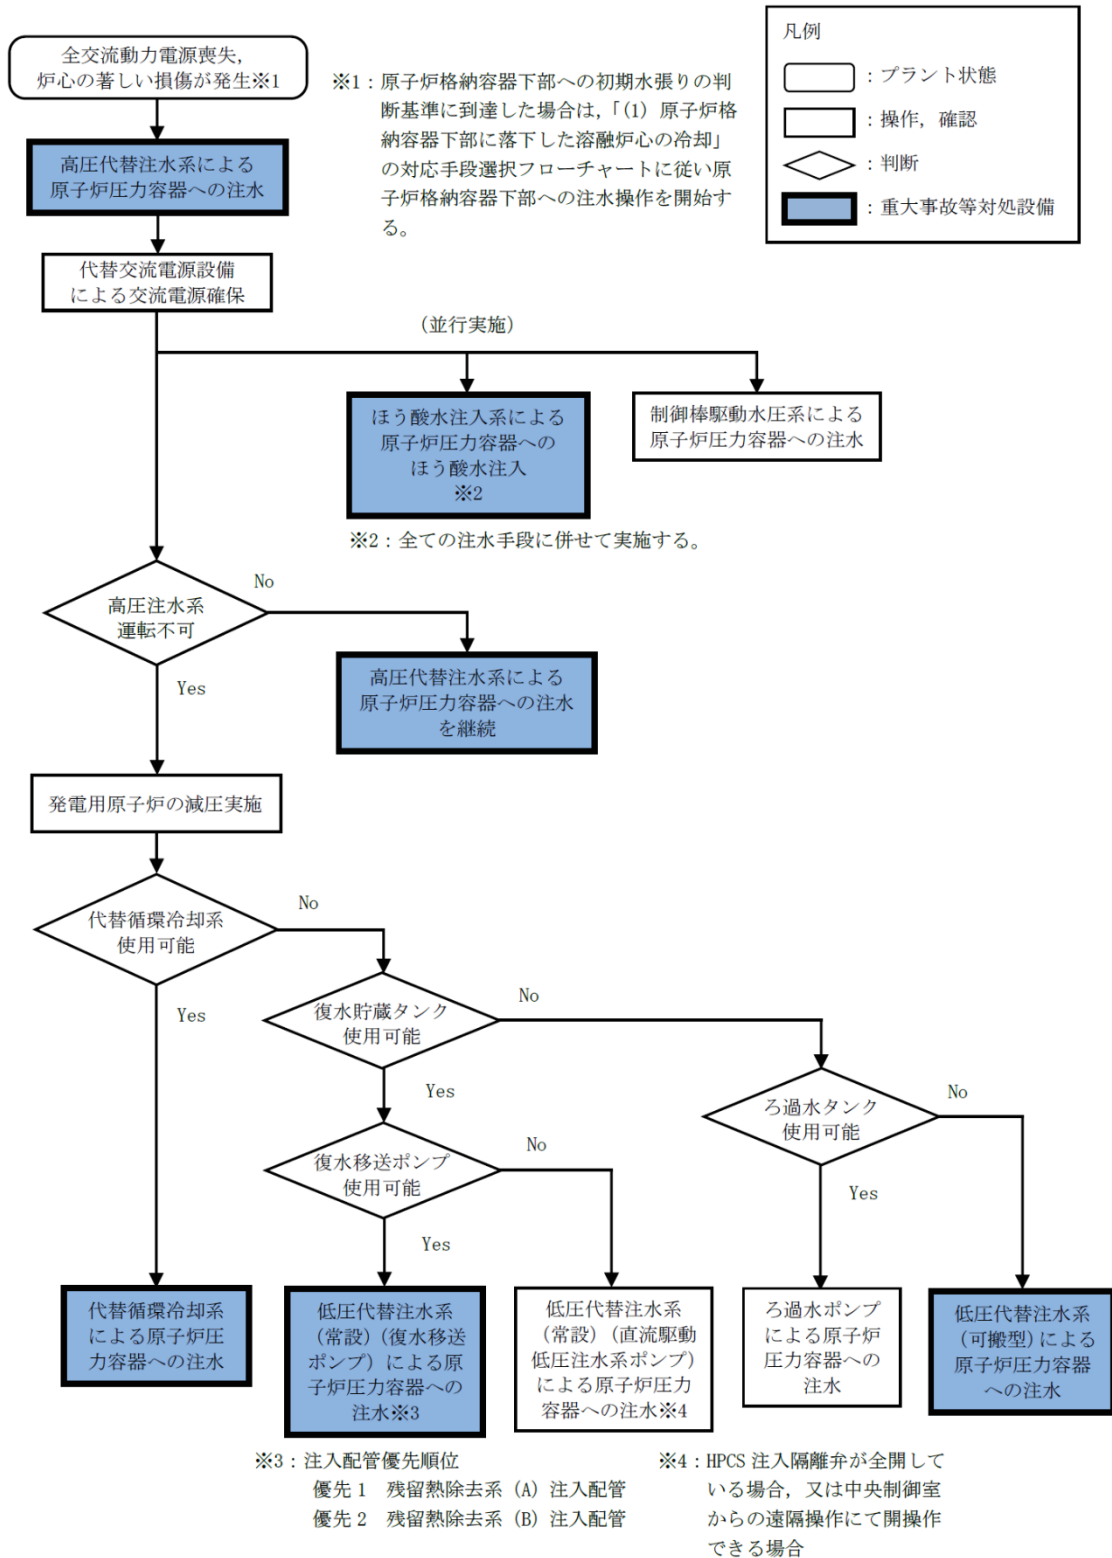 全交流動力電源喪失，
炉心の著しい損傷が発生※1
高圧代替注水系による
原子炉圧力容器への注水
代替交流電源設備
による交流電源確保
※1：原子炉格納容器下部への初期水張りの判
断基準に到達した場合は，「(1) 原子炉格
納容器下部に落下した溶融炉心の冷却」
の対応手段選択フローチャートに従い原
子炉格納容器下部への注水操作を開始す
る。
凡例
：プラント状態
：操作，確認
：判断
：重大事故等対処設備
（並行実施）
ほう酸水注入系による
原子炉圧力容器への
ほう酸水注入
※2
制御棒駆動水圧系による
原子炉圧力容器への注水
※2：全ての注水手段に併せて実施する。
高圧注水系
運転不可
No
Yes
高圧代替注水系による
原子炉圧力容器への注水
を継続
発電用原子炉の減圧実施
代替循環冷却系
使用可能
No
Yes
復水貯蔵タンク
使用可能
No
Yes
ろ過水タンク
使用可能
No
Yes
復水移送ポンプ
使用可能
No
Yes
代替循環冷却系
による原子炉圧
力容器への注水
低圧代替注水系
（常設）（復水移送
ポンプ）による原
子炉圧力容器への
注水※3
低圧代替注水系
（常設）（直流駆動
低圧注水系ポンプ）
による原子炉圧力
容器への注水※4
ろ過水ポンプ
による原子炉
圧力容器への
注水
低圧代替注水系
（可搬型）による
原子炉圧力容器
への注水
※3：注入配管優先順位
優先1 残留熱除去系 (A) 注入配管
優先2 残留熱除去系 (B) 注入配管
※4：HPCS 注入隔離弁が全開して
いる場合，又は中央制御室
からの遠隔操作にて開操作
できる場合